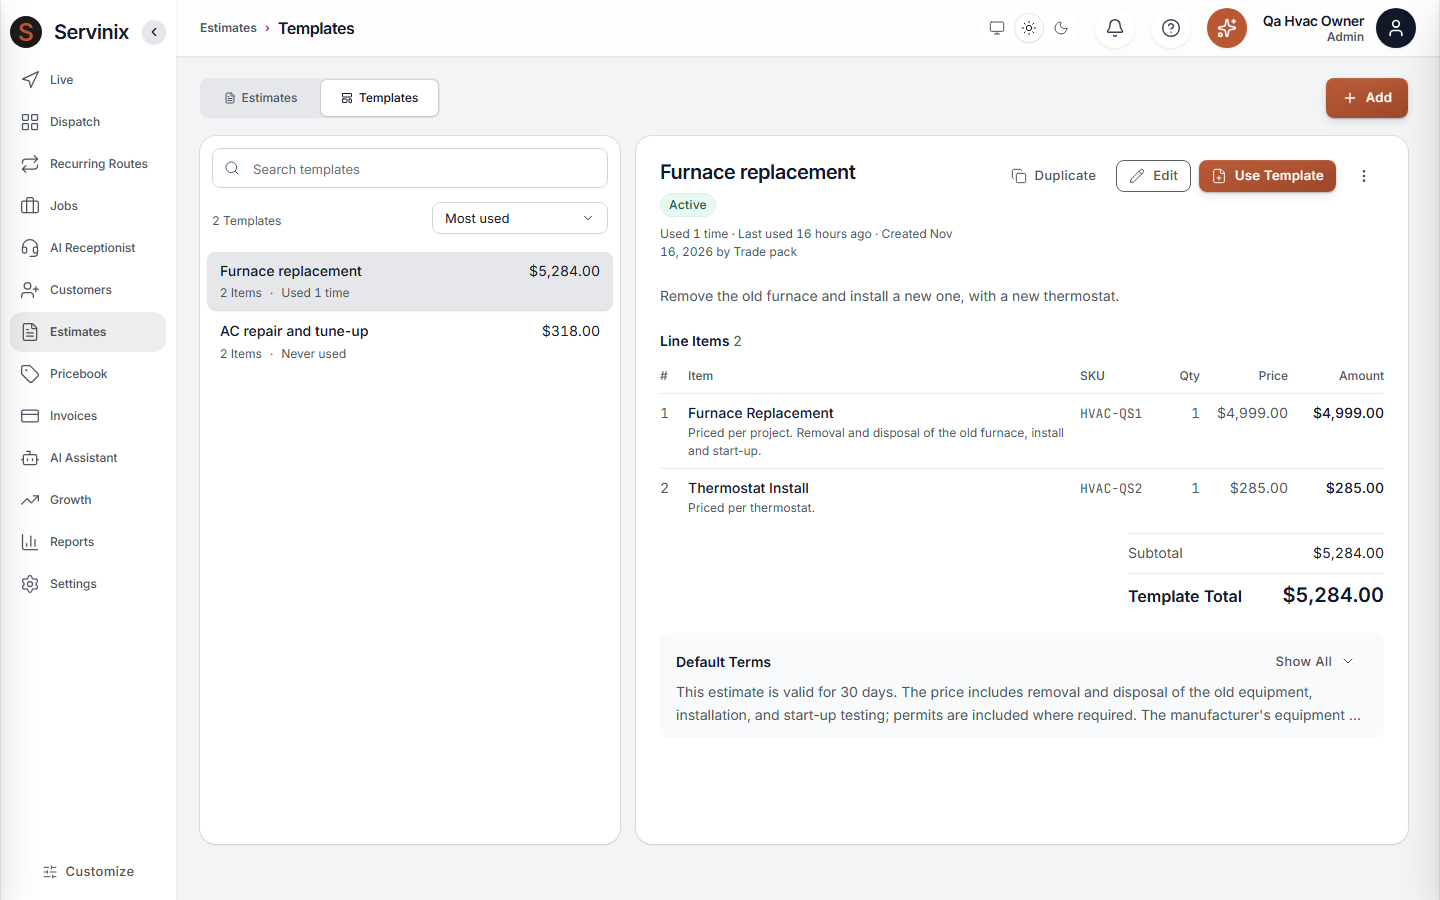 S Servinix
Live
Dispatch
Recurring Routes
Jobs
AI Receptionist
Customers
Estimates
Pricebook
Invoices
AI Assistant
Growth
Reports
Settings
Customize
Estimates › Templates
Qa Hvac Owner
Admin
Estimates Templates
+ Add
Search templates
2 Templates
Most used
Furnace replacement $5,284.00
2 Items · Used 1 time
AC repair and tune-up $318.00
2 Items · Never used
Furnace replacement
Duplicate Edit Use Template
Active
Used 1 time · Last used 16 hours ago · Created Nov
16, 2026 by Trade pack
Remove the old furnace and install a new one, with a new thermostat.
Line Items 2
# Item SKU Qty Price Amount
1 Furnace Replacement HVAC-QS1 1 $4,999.00 $4,999.00
Priced per project. Removal and disposal of the old furnace, install
and start-up.
2 Thermostat Install HVAC-QS2 1 $285.00 $285.00
Priced per thermostat.
Subtotal $5,284.00
Template Total $5,284.00
Default Terms Show All
This estimate is valid for 30 days. The price includes removal and disposal of the old equipment,
installation, and start-up testing; permits are included where required. The manufacturer's equipment ...